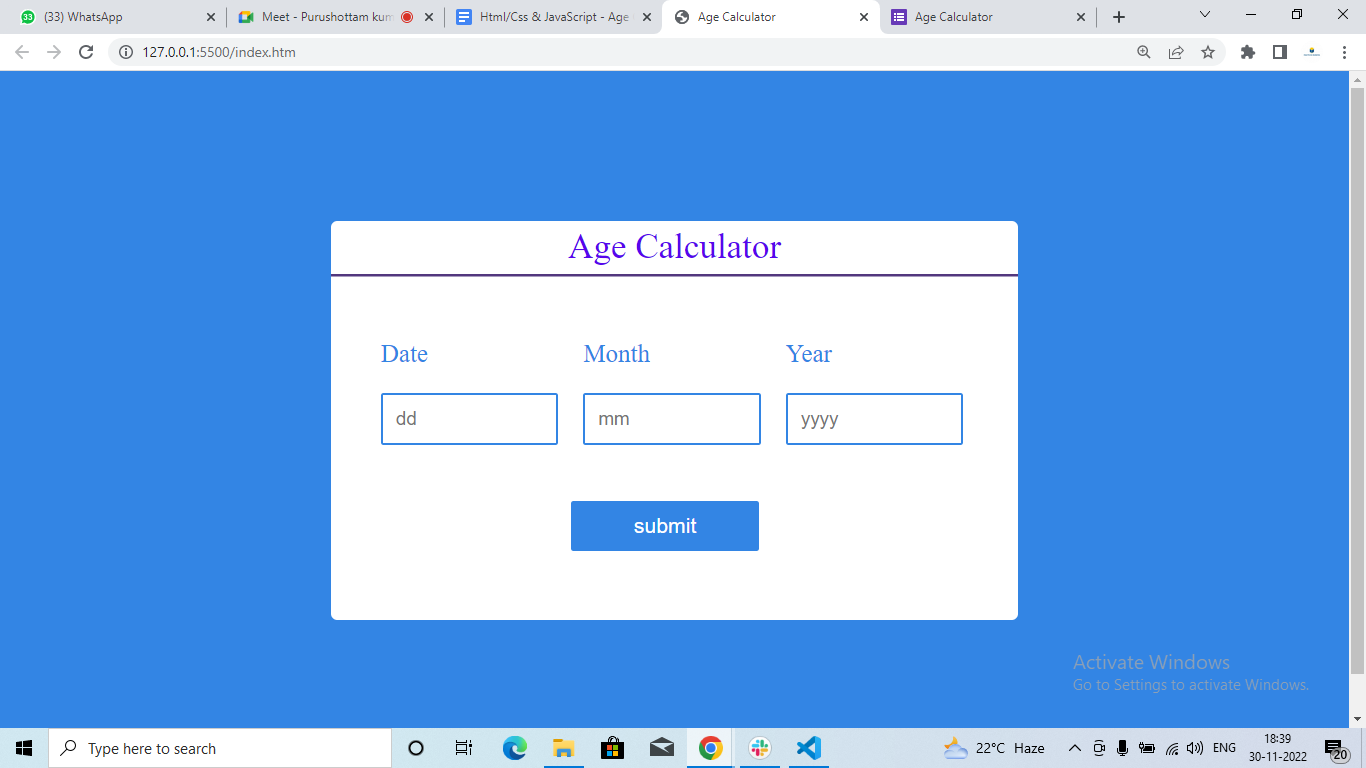 33 (33) WhatsApp
Meet - Purushottam kum
Html/Css & JavaScript - Age
Age Calculator
Age Calculator
127.0.0.1:5500/index.htm
Age Calculator
Date Month Year
dd mm yyyy
submit
Activate Windows
Go to Settings to activate Windows.
Type here to search
22°C Haze
ENG
18:39
30-11-2022
20